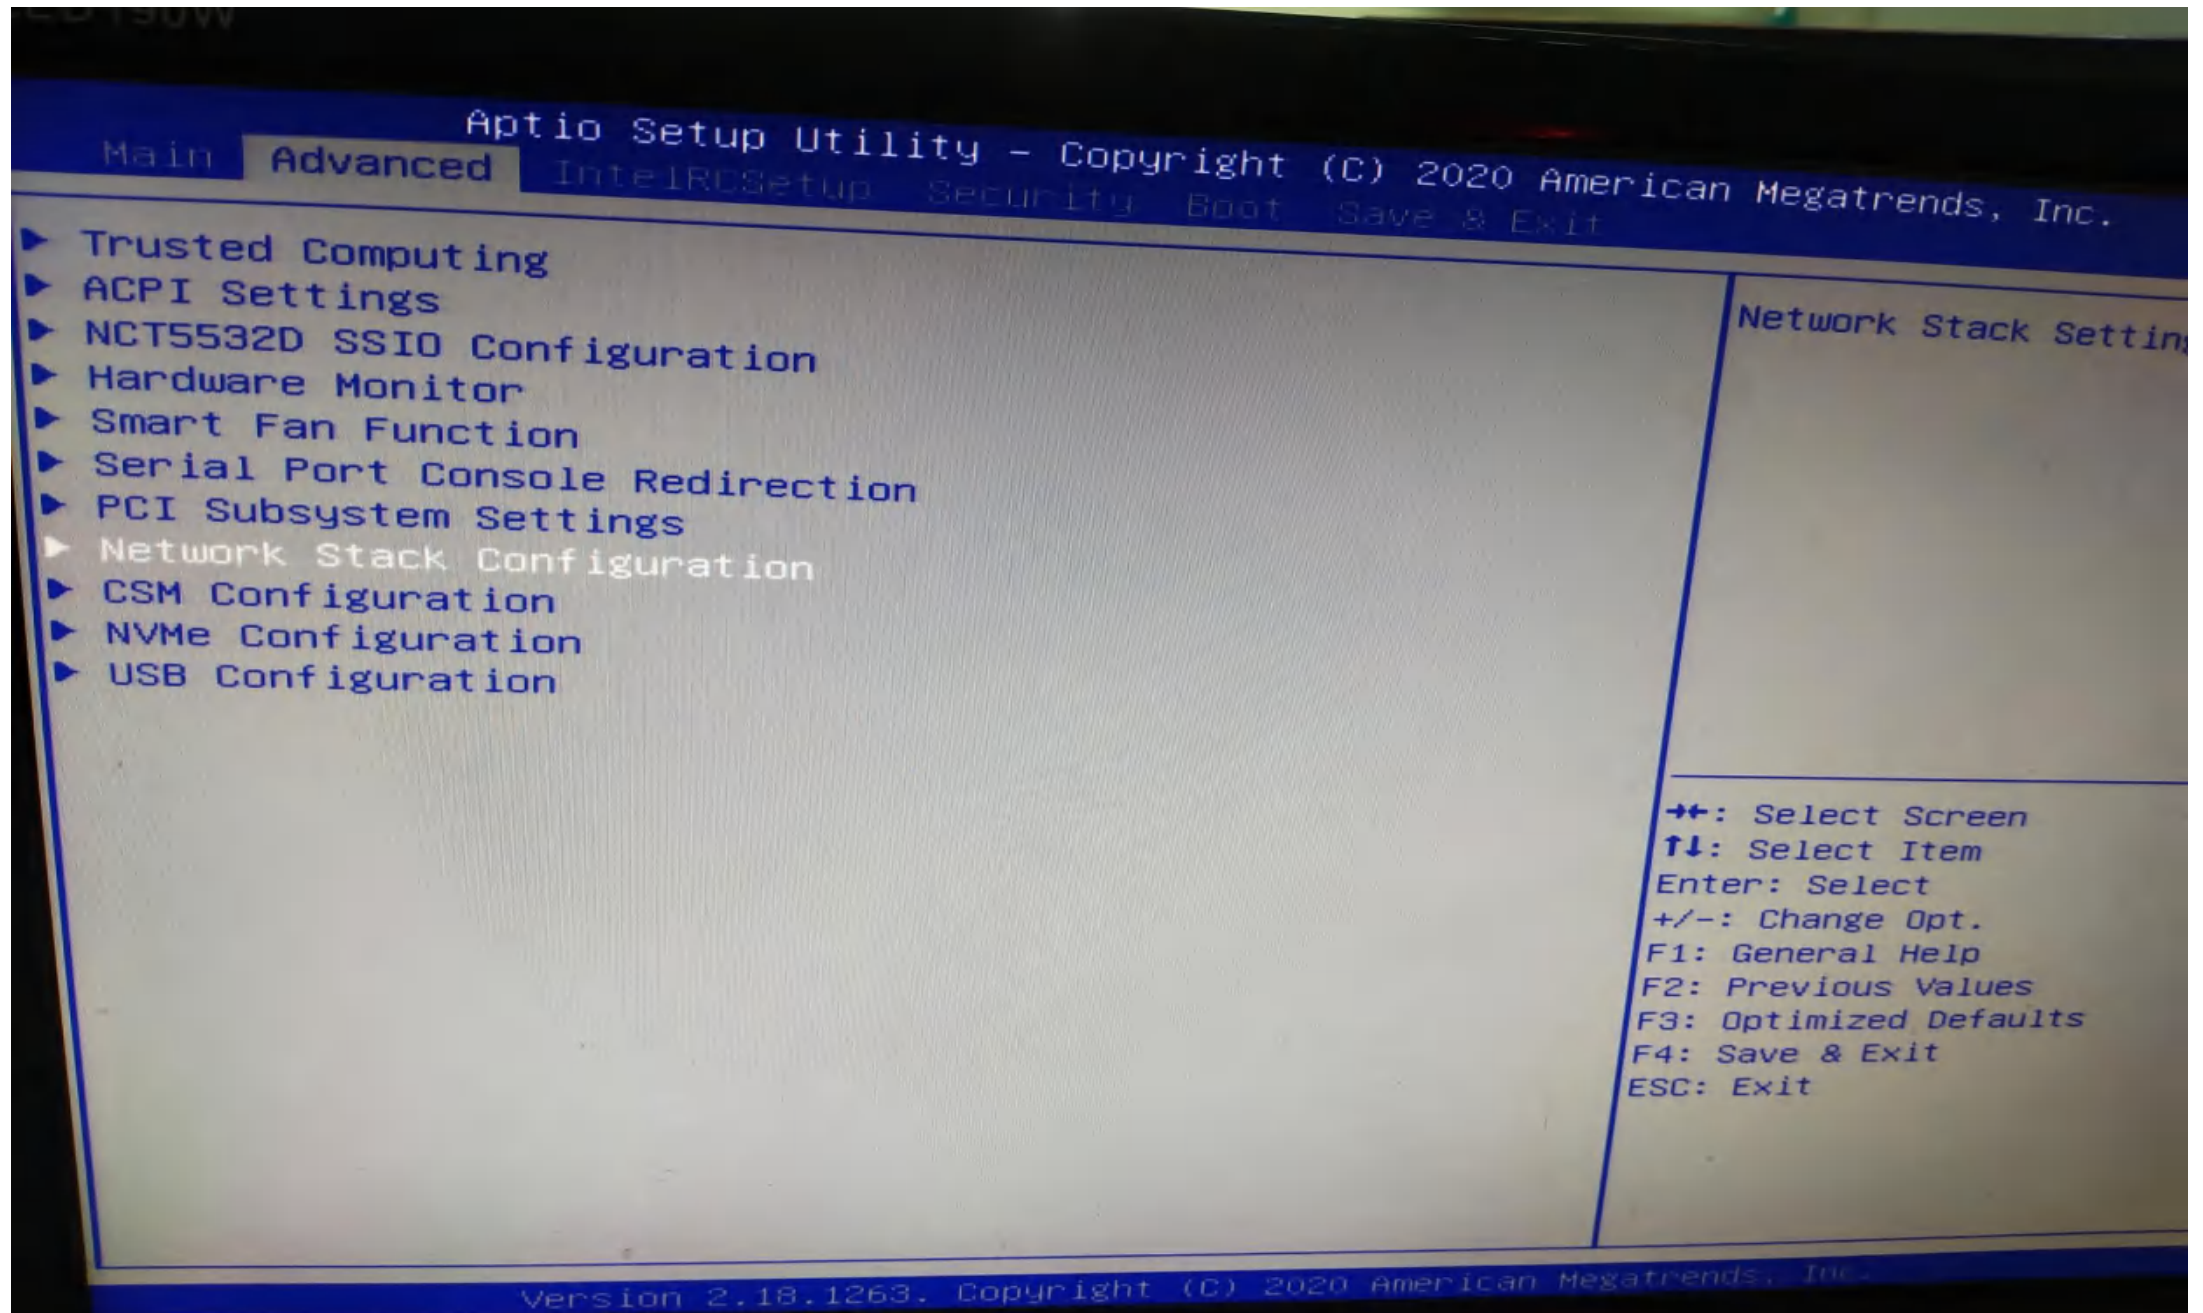 Aptio Setup Utility – Copyright (C) 2020 American Megatrends, Inc.
Main Advanced IntelRCSetup Security Boot Save & Exit
Trusted Computing
ACPI Settings
NCT5532D SSIO Configuration
Hardware Monitor
Smart Fan Function
Serial Port Console Redirection
PCI Subsystem Settings
Network Stack Configuration
CSM Configuration
NVMe Configuration
USB Configuration
Network Stack Setting
→←: Select Screen
↑↓: Select Item
Enter: Select
+/-: Change Opt.
F1: General Help
F2: Previous Values
F3: Optimized Defaults
F4: Save & Exit
ESC: Exit
Version 2.18.1263. Copyright (C) 2020 American Megatrends, Inc.